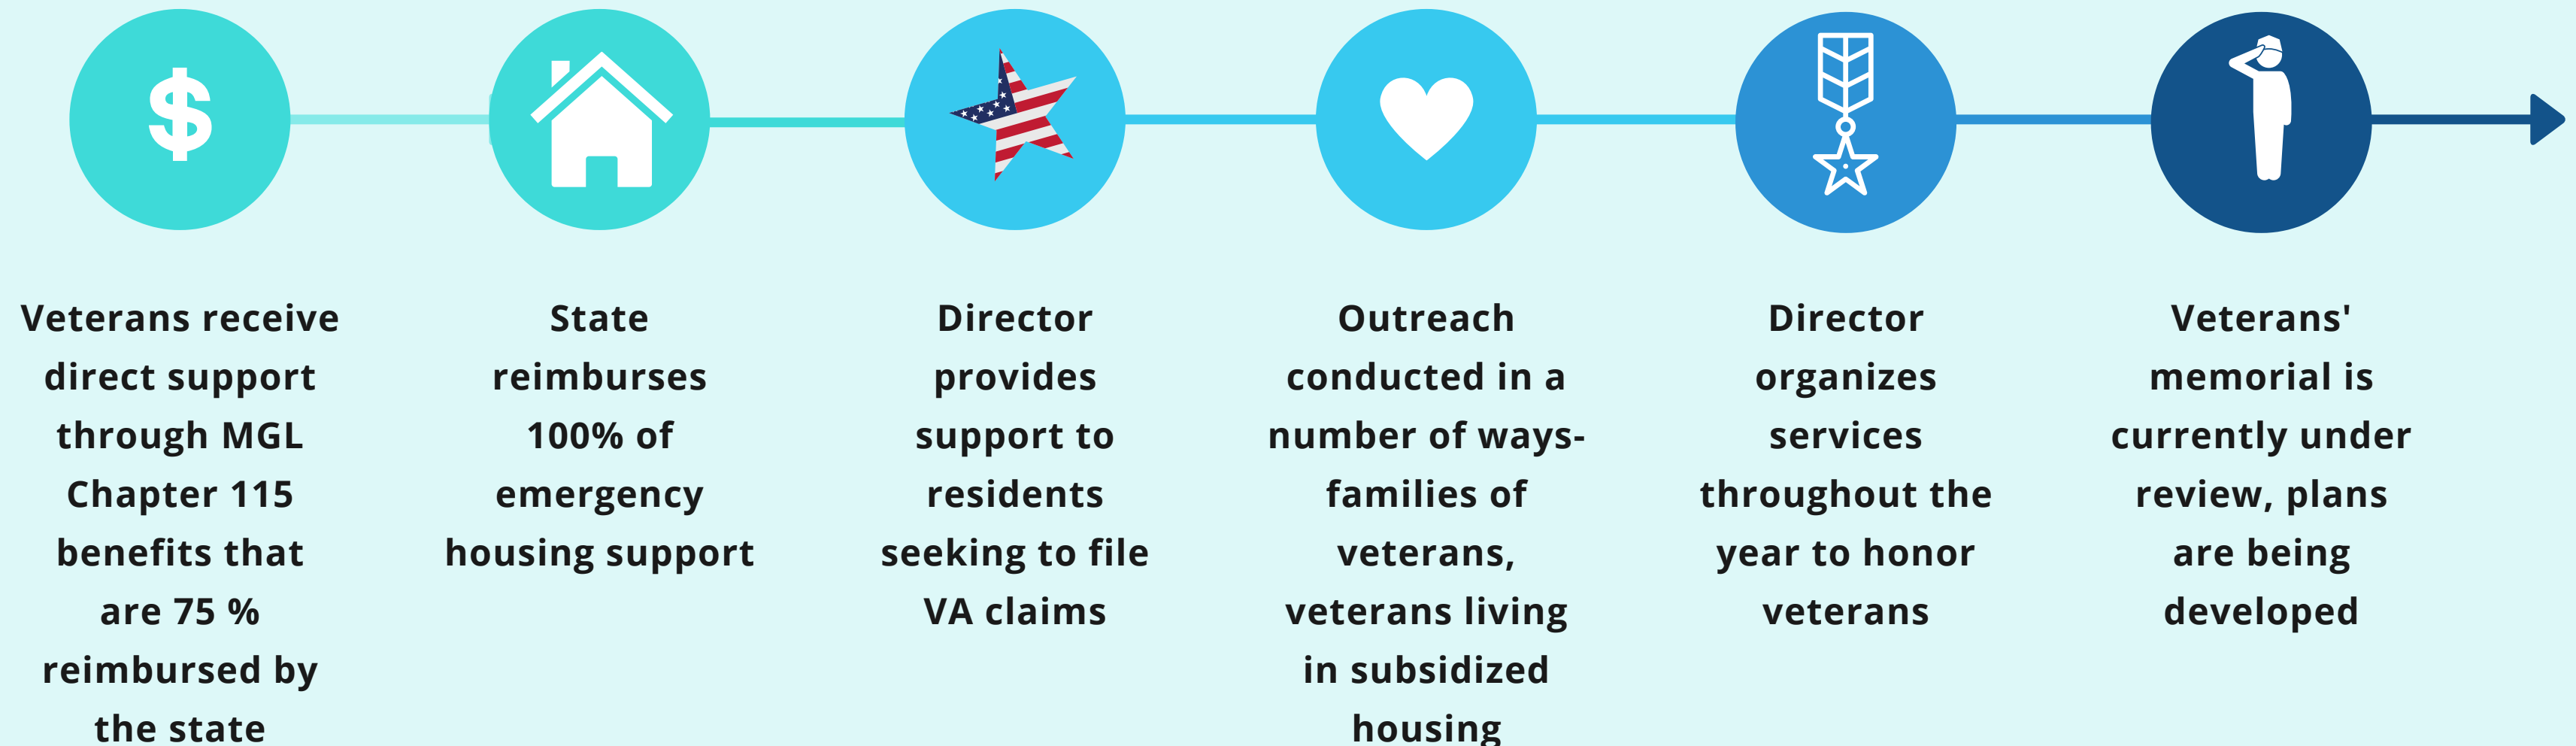 $
Veterans receive
direct support
through MGL
Chapter 115
benefits that
are 75 %
reimbursed by
the state
State
reimburses
100% of
emergency
housing support
Director
provides
support to
residents
seeking to file
VA claims
Outreach
conducted in a
number of ways-
families of
veterans,
veterans living
in subsidized
housing
Director
organizes
services
throughout the
year to honor
veterans
Veterans'
memorial is
currently under
review, plans
are being
developed